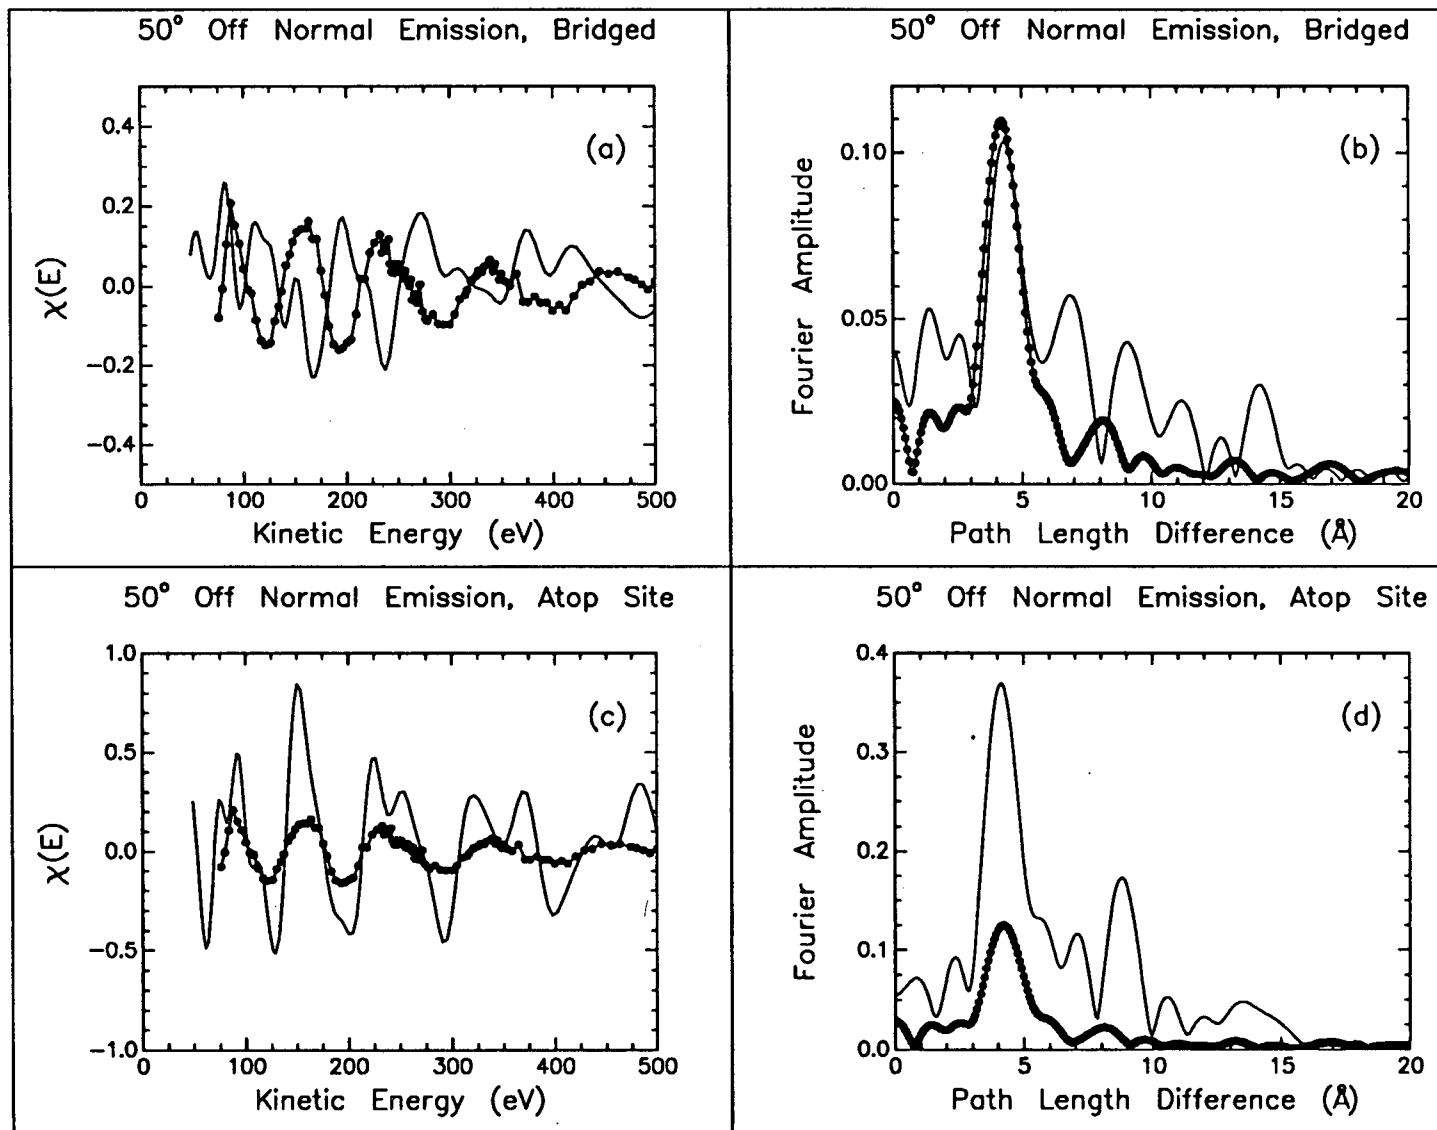 50° Off Normal Emission, Bridged
(a)
0.4
0.2
0.0
−0.2
−0.4
χ(E)
0 100 200 300 400 500
Kinetic Energy (eV)
50° Off Normal Emission, Bridged
(b)
0.10
0.05
0.00
Fourier Amplitude
0 5 10 15 20
Path Length Difference (Å)
50° Off Normal Emission, Atop Site
(c)
1.0
0.5
0.0
−0.5
−1.0
χ(E)
0 100 200 300 400 500
Kinetic Energy (eV)
50° Off Normal Emission, Atop Site
(d)
0.4
0.3
0.2
0.1
0.0
Fourier Amplitude
0 5 10 15 20
Path Length Difference (Å)